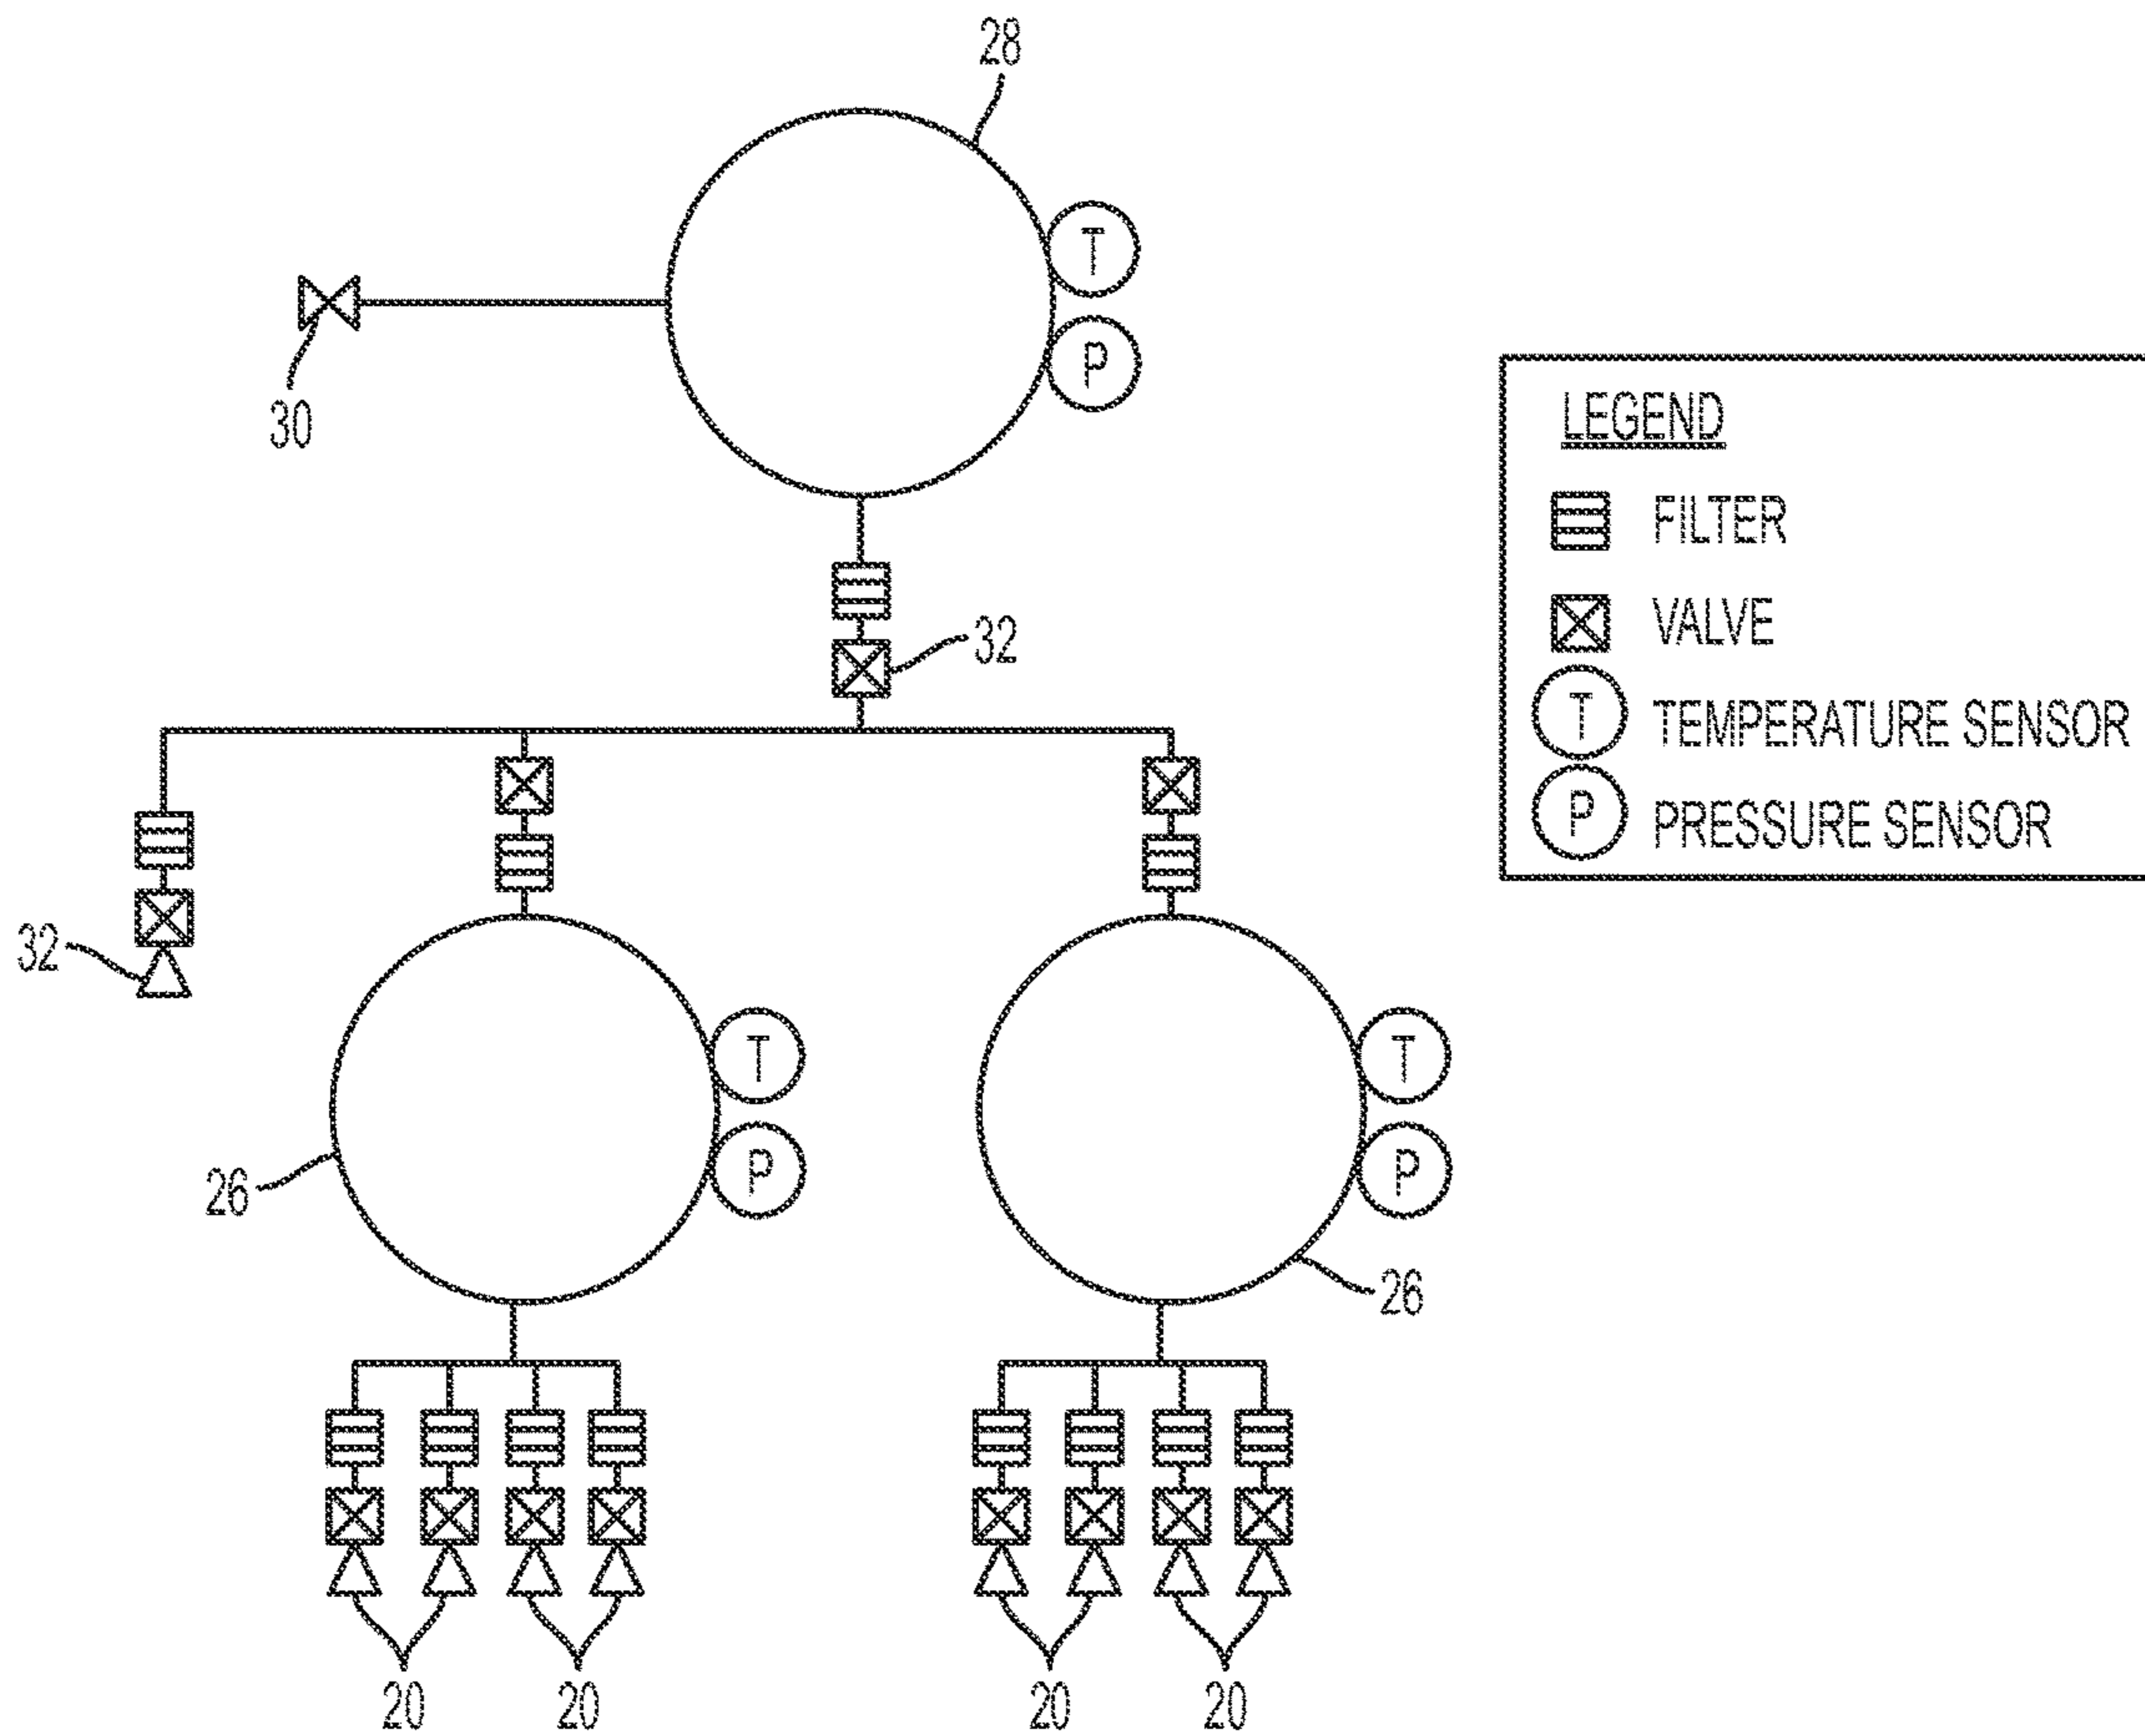 28
T
P
30
LEGEND
FILTER
VALVE
T TEMPERATURE SENSOR
P PRESSURE SENSOR
32
32
T
P
26
T
P
26
20 20 20 20